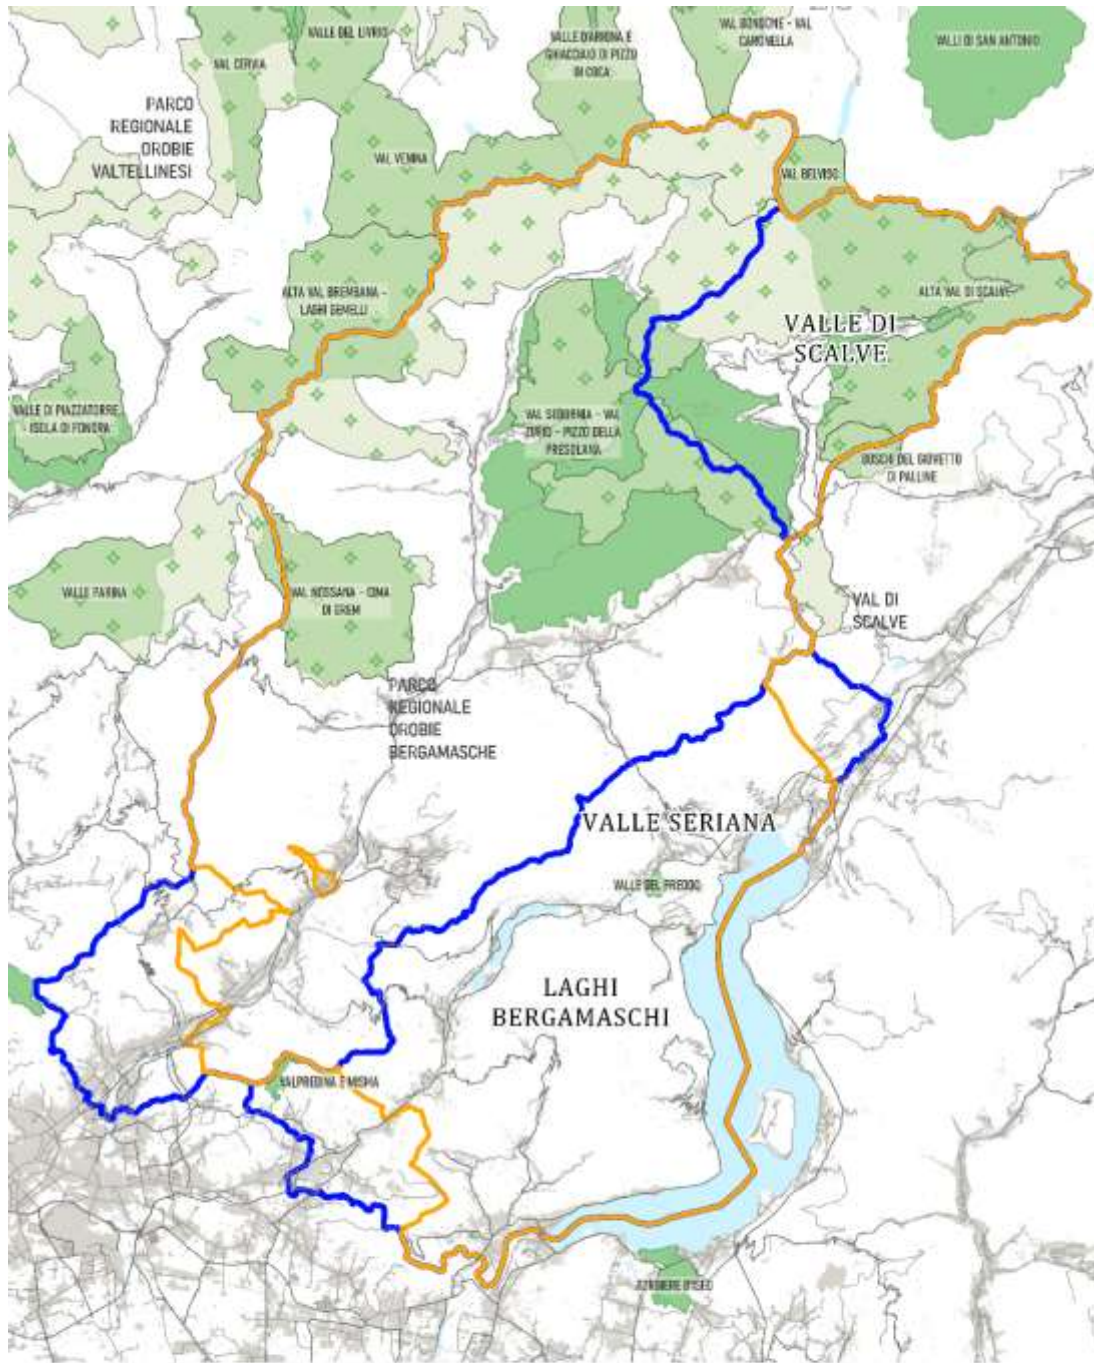 VALLE DEL LIVRIO
VAL CERVIA
VALLE D'ARIGNA E
GHIACCIAIO DI PIZZO
DI COCA
VAL BONDONE - VAL
CARONELLA
VALLI DI SAN ANTONIO
PARCO
REGIONALE
OROBIE
VALTELLINESI
VAL VENINA
VAL BELVISO
ALTA VAL BREMBANA -
LAGHI GEMELLI
ALTA VAL DI SCALVE
VALLE DI
SCALVE
VALLE DI PIAZZATORRE
- ISOLA DI FONDRA
VAL SEDORNIA - VAL
ZURIO - PIZZO DELLA
PRESOLANA
BOSCHI DEL GIOVETTO
DI PALLINE
VALLE PARINA
VAL NOSSANA - CIMA
DI GREM
VAL DI
SCALVE
PARCO
REGIONALE
OROBIE
BERGAMASCHE
VALLE SERIANA
VALLE DEL FREDDO
LAGHI
BERGAMASCHI
VALPREDINA E MISMA
TORBIERE D'ISEO